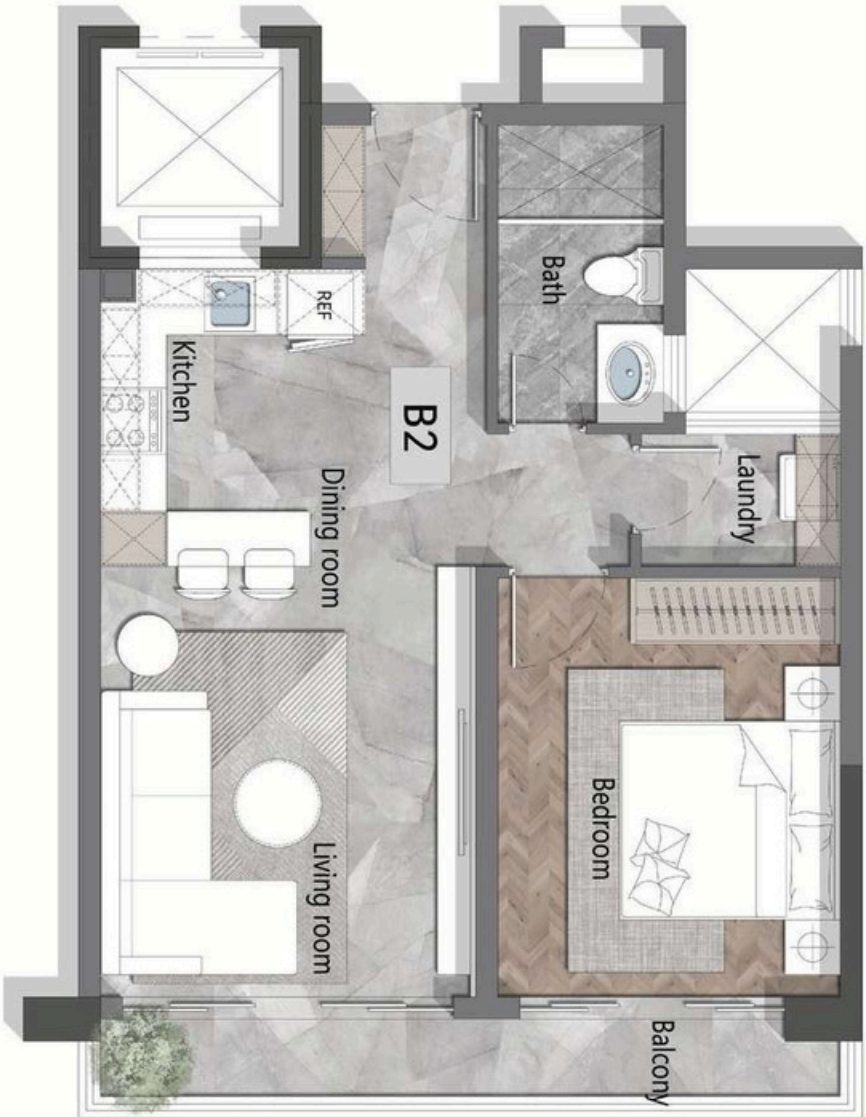 Bath
REF
Kitchen
B2
Laundry
Dining room
Bedroom
Living room
Balcony